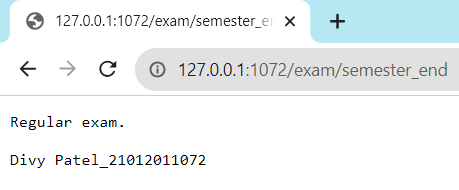 127.0.0.1:1072/exam/semester_en
127.0.0.1:1072/exam/semester_end
Regular exam.
Divy Patel_21012011072